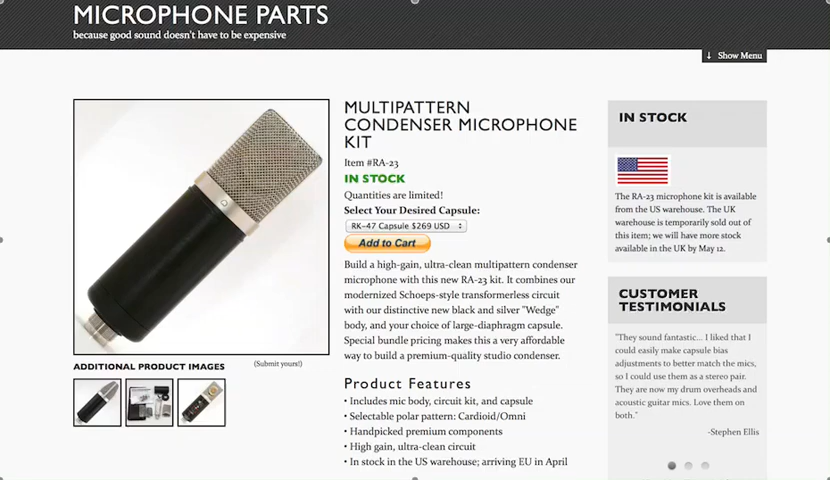 MICROPHONE PARTS
because good sound doesn't have to be expensive
↓ Show Menu
MULTIPATTERN
CONDENSER MICROPHONE
KIT
Item #RA-23
IN STOCK
Quantities are limited!
Select Your Desired Capsule:
RK-47 Capsule $269 USD
Add to Cart
Build a high-gain, ultra-clean multipattern condenser
microphone with this new RA-23 kit. It combines our
modernized Schoeps-style transformerless circuit
with our distinctive new black and silver "Wedge"
body, and your choice of large-diaphragm capsule.
Special bundle pricing makes this a very affordable
way to build a premium-quality studio condenser.
Product Features
• Includes mic body, circuit kit, and capsule
• Selectable polar pattern: Cardioid/Omni
• Handpicked premium components
• High gain, ultra-clean circuit
• In stock in the US warehouse; arriving EU in April
ADDITIONAL PRODUCT IMAGES
(Submit yours!)
IN STOCK
The RA-23 microphone kit is available
from the US warehouse. The UK
warehouse is temporarily sold out of
this item; we will have more stock
available in the UK by May 12.
CUSTOMER
TESTIMONIALS
"They sound fantastic... I liked that I
could easily make capsule bias
adjustments to better match the mics,
so I could use them as a stereo pair.
They are now my drum overheads and
acoustic guitar mics. Love them on
both."
-Stephen Ellis